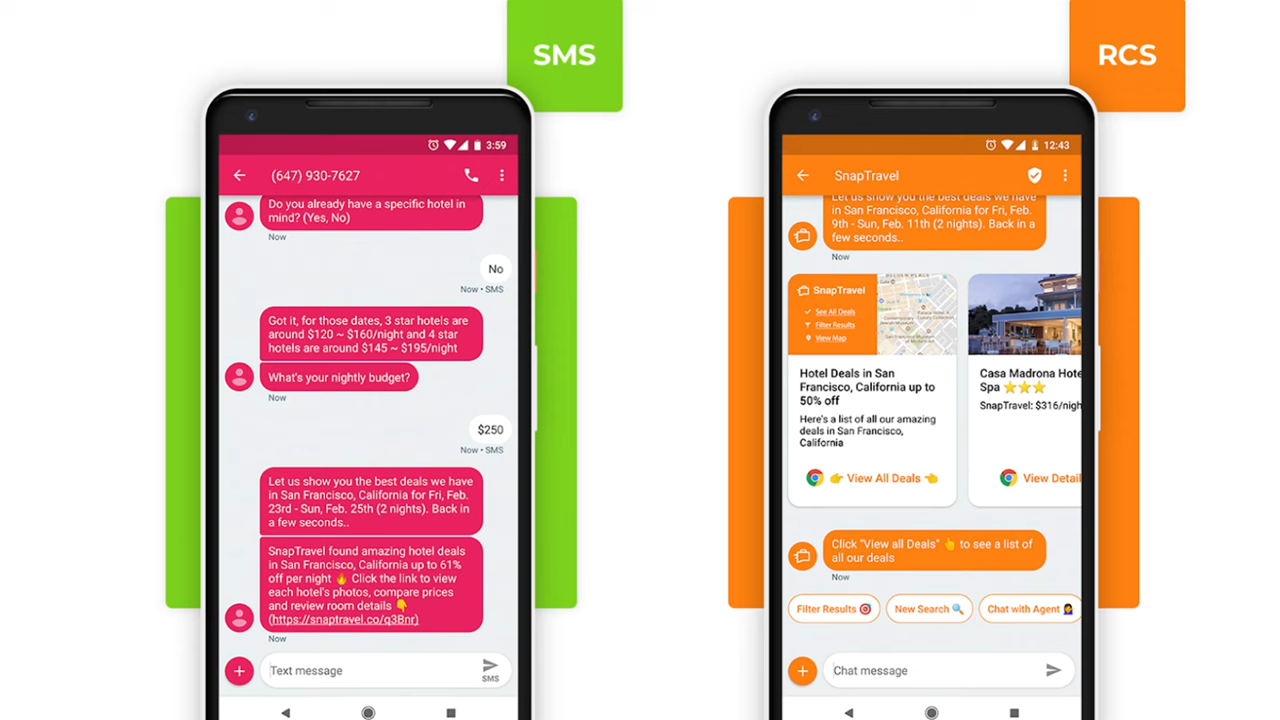 SMS
3:59
(647) 930-7627
Do you already have a specific hotel in
mind? (Yes, No)
Now
No
Now • SMS
Got it, for those dates, 3 star hotels are
around $120 ~ $160/night and 4 star
hotels are around $145 ~ $195/night
What's your nightly budget?
Now
$250
Now • SMS
Let us show you the best deals we have
in San Francisco, California for Fri, Feb.
23rd - Sun, Feb. 25th (2 nights). Back in
a few seconds..
SnapTravel found amazing hotel deals
in San Francisco, California up to 61%
off per night 🔥 Click the link to view
each hotel's photos, compare prices
and review room details 👇
(https://snaptravel.co/q3Bnr)
Now
Text message
SMS
RCS
12:43
SnapTravel
Let us show you the best deals we have
in San Francisco, California for Fri, Feb.
9th - Sun, Feb. 11th (2 nights). Back in a
few seconds..
Now
SnapTravel
See All Deals
Filter Results
View Map
Hotel Deals in San
Francisco, California up to
50% off
Here's a list of all our amazing
deals in San Francisco,
California
👉 View All Deals 👈
Casa Madrona Hote
Spa ⭐⭐⭐
SnapTravel: $316/nigh
View Detail
Click "View all Deals" 👆 to see a list of
all our deals
Now
Filter Results 🎯
New Search 🔍
Chat with Agent 🙋‍♀️
Chat message